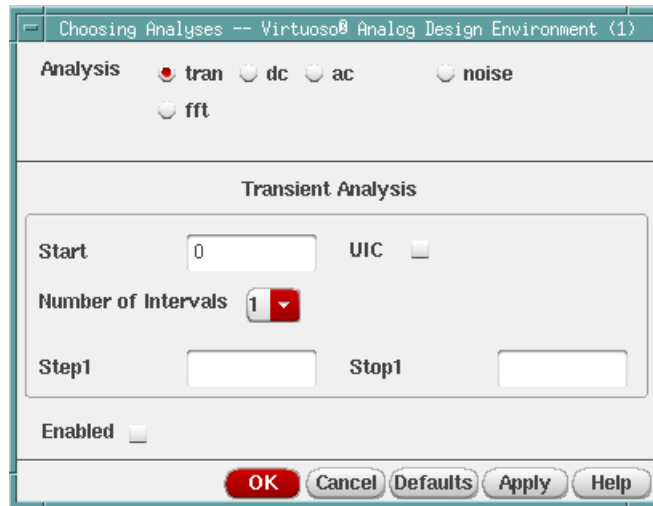 Choosing Analyses -- Virtuoso® Analog Design Environment (1)
Analysis tran dc ac noise
fft
Transient Analysis
Start 0 UIC
Number of Intervals 1
Step1 Stop1
Enabled
OK Cancel Defaults Apply Help